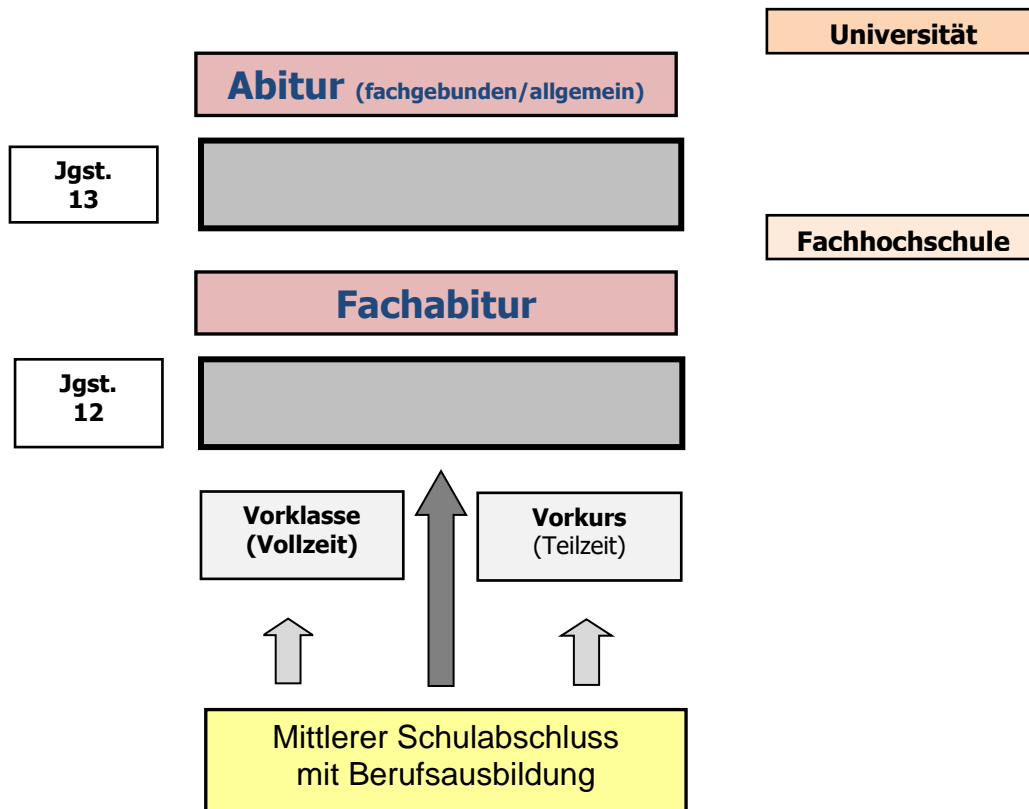 Universität
Abitur (fachgebunden/allgemein)
Jgst.
13
Fachhochschule
Fachabitur
Jgst.
12
Vorklasse
(Vollzeit)
Vorkurs
(Teilzeit)
Mittlerer Schulabschluss
mit Berufsausbildung